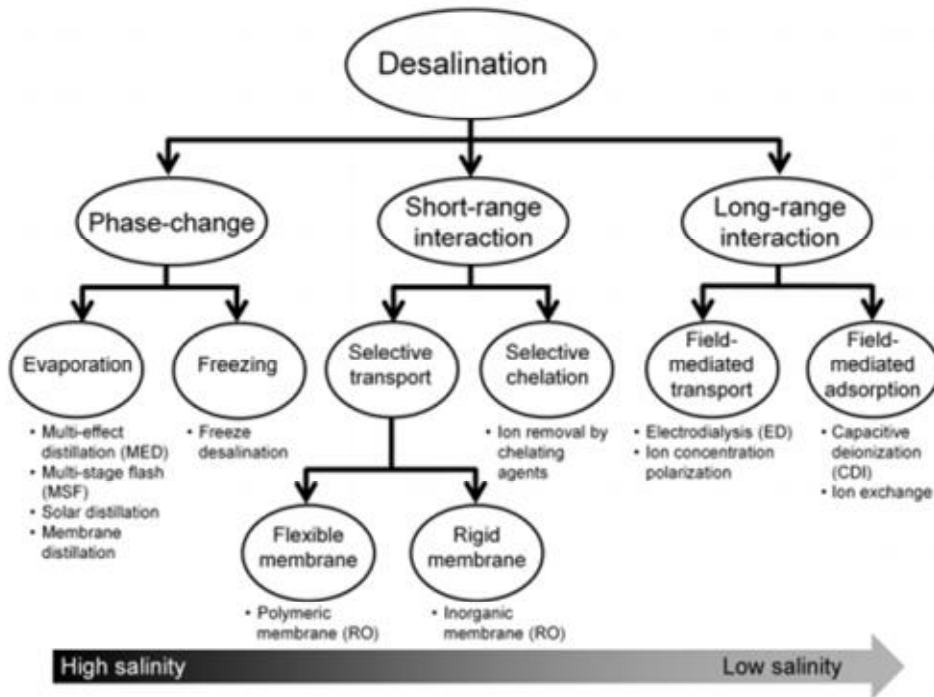 Desalination
Phase-change
Short-range
interaction
Long-range
interaction
Evaporation
Freezing
Selective
transport
Selective
chelation
Field-
mediated
transport
Field-
mediated
adsorption
• Multi-effect
distillation (MED)
• Multi-stage flash
(MSF)
• Solar distillation
• Membrane
distillation
• Freeze
desalination
• Ion removal by
chelating
agents
• Electrodialysis (ED)
• Ion concentration
polarization
• Capacitive
deionization
(CDI)
• Ion exchange
Flexible
membrane
Rigid
membrane
• Polymeric
membrane (RO)
• Inorganic
membrane (RO)
High salinity
Low salinity